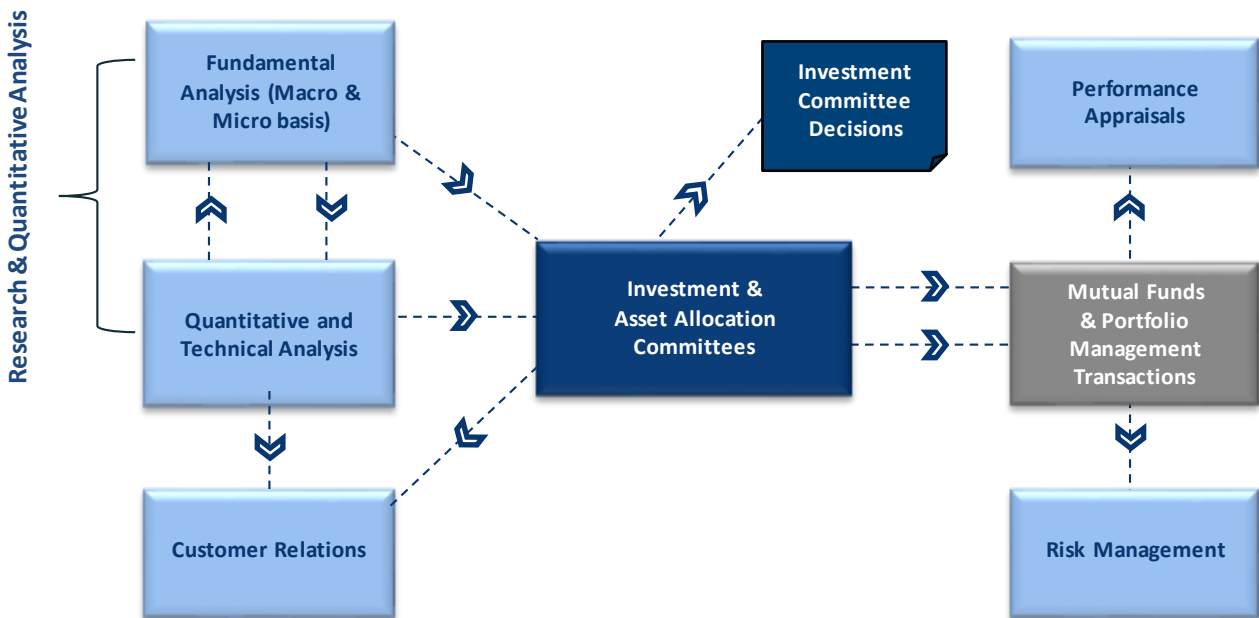 Research & Quantitative Analysis
Fundamental
Analysis (Macro &
Micro basis)
Quantitative and
Technical Analysis
Customer Relations
Investment &
Asset Allocation
Committees
Investment
Committee
Decisions
Performance
Appraisals
Mutual Funds
& Portfolio
Management
Transactions
Risk Management